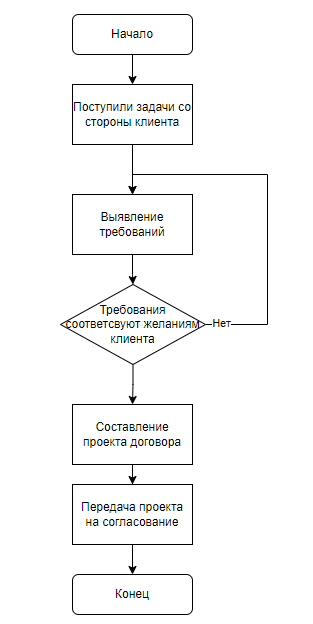 Начало
Поступили задачи со
стороны клиента
Выявление
требований
Требования
соответсвуют желаниям
клиента
Нет
Составление
проекта договора
Передача проекта
на согласование
Конец